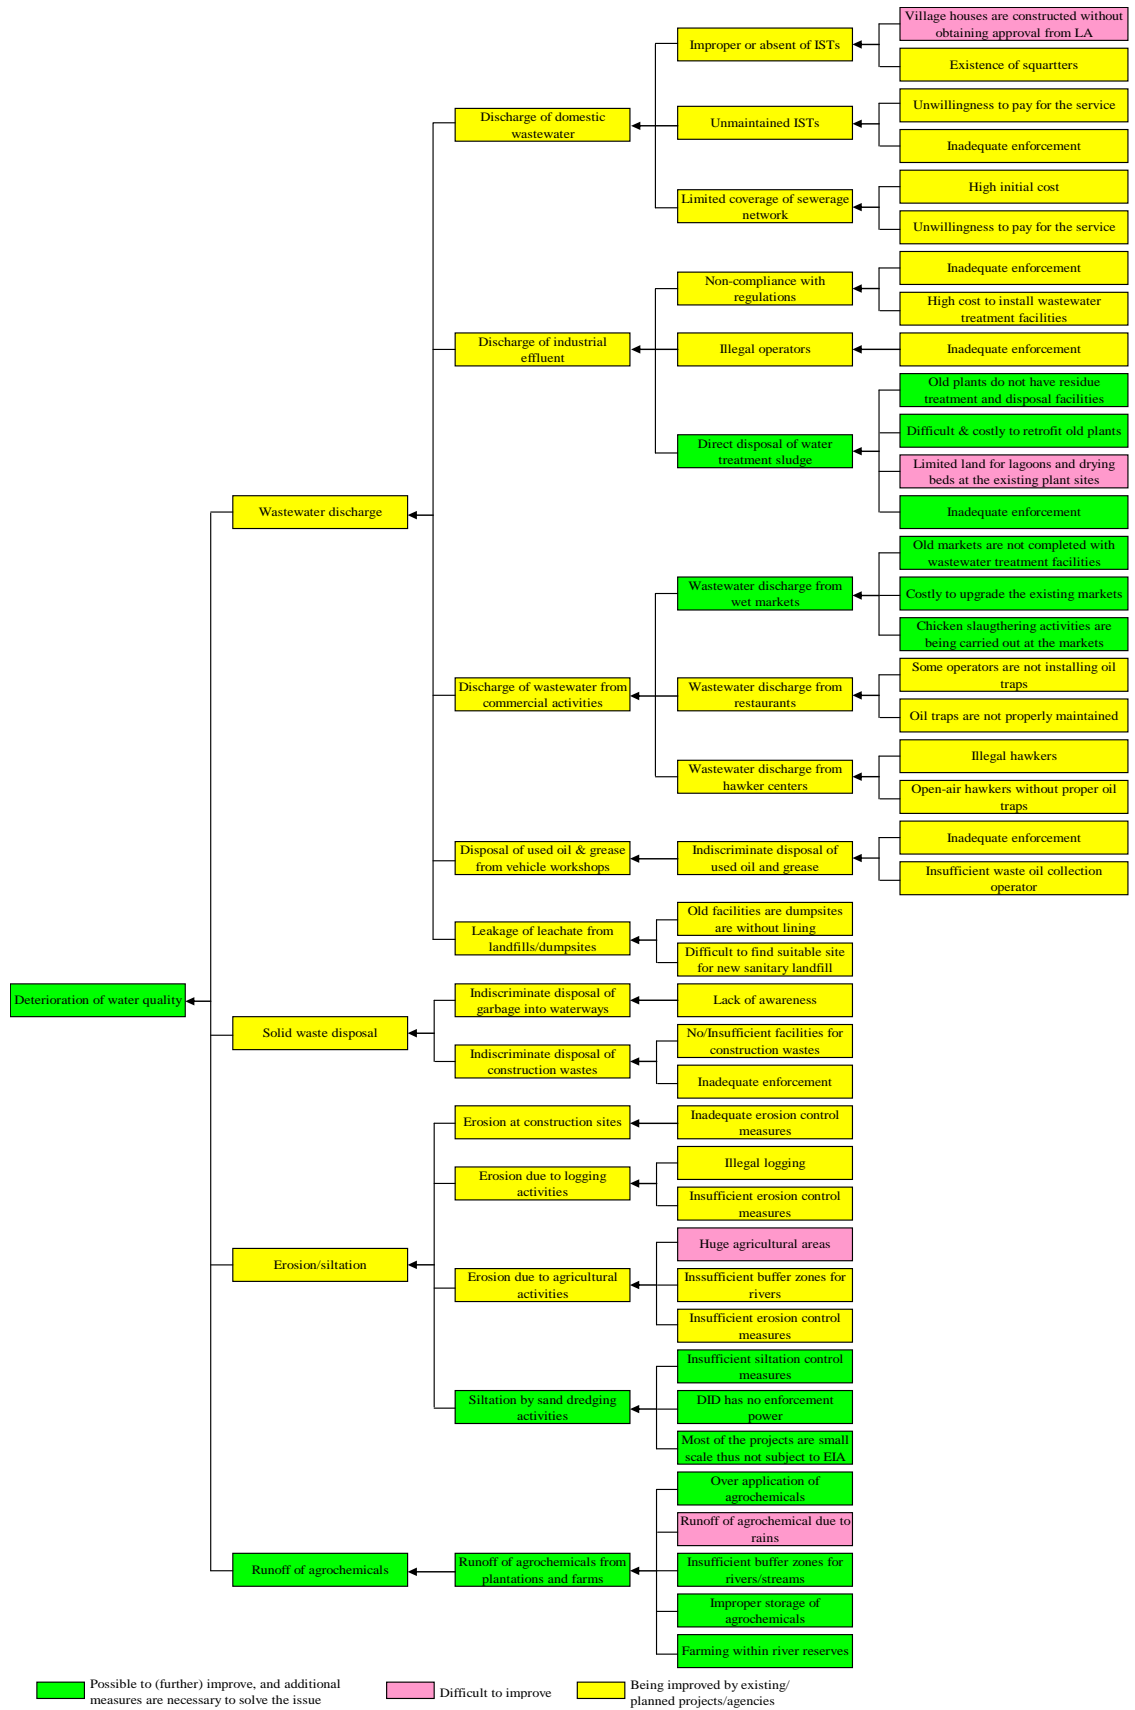 Village houses are constructed without
obtaining approval from LA
Improper or absent of ISTs
Existence of squartters
Unwillingness to pay for the service
Discharge of domestic
wastewater
Unmaintained ISTs
Inadequate enforcement
High initial cost
Limited coverage of sewerage
network
Unwillingness to pay for the service
Inadequate enforcement
Non-compliance with
regulations
High cost to install wastewater
treatment facilities
Discharge of industrial
effluent
Illegal operators
Inadequate enforcement
Old plants do not have residue
treatment and disposal facilities
Difficult & costly to retrofit old plants
Direct disposal of water
treatment sludge
Limited land for lagoons and drying
beds at the existing plant sites
Wastewater discharge
Inadequate enforcement
Old markets are not completed with
wastewater treatment facilities
Wastewater discharge from
wet markets
Costly to upgrade the existing markets
Chicken slaugthering activities are
being carried out at the markets
Some operators are not installing oil
traps
Discharge of wastewater from
commercial activities
Wastewater discharge from
restaurants
Oil traps are not properly maintained
Illegal hawkers
Wastewater discharge from
hawker centers
Open-air hawkers without proper oil
traps
Inadequate enforcement
Disposal of used oil & grease
from vehicle workshops
Indiscriminate disposal of
used oil and grease
Insufficient waste oil collection
operator
Old facilities are dumpsites
are without lining
Leakage of leachate from
landfills/dumpsites
Difficult to find suitable site
for new sanitary landfill
Deterioration of water quality
Indiscriminate disposal of
garbage into waterways
Lack of awareness
Solid waste disposal
No/Insufficient facilities for
construction wastes
Indiscriminate disposal of
construction wastes
Inadequate enforcement
Erosion at construction sites
Inadequate erosion control
measures
Illegal logging
Erosion due to logging
activities
Insufficient erosion control
measures
Huge agricultural areas
Erosion/siltation
Erosion due to agricultural
activities
Inssufficient buffer zones for
rivers
Insufficient erosion control
measures
Insufficient siltation control
measures
Siltation by sand dredging
activities
DID has no enforcement
power
Most of the projects are small
scale thus not subject to EIA
Over application of
agrochemicals
Runoff of agrochemical due to
rains
Runoff of agrochemicals
Runoff of agrochemicals from
plantations and farms
Insufficient buffer zones for
rivers/streams
Improper storage of
agrochemicals
Farming within river reserves
Possible to (further) improve, and additional
measures are necessary to solve the issue
Difficult to improve
Being improved by existing/
planned projects/agencies